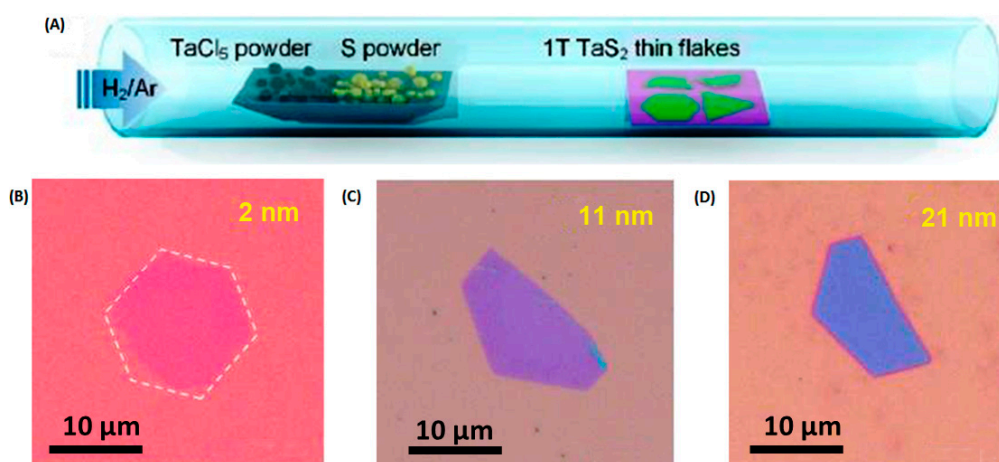 (A)
TaCl₅ powder S powder 1T TaS₂ thin flakes
H₂/Ar
(B) 2 nm
(C) 11 nm
(D) 21 nm
10 µm
10 µm
10 µm